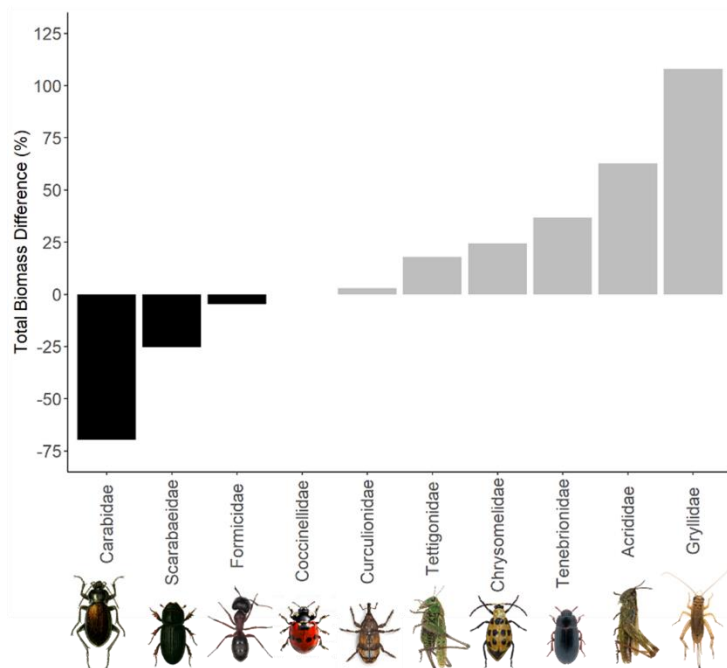 Total Biomass Difference (%)
125
100
75
50
25
0
-25
-50
-75
Carabidae
Scarabaeidae
Formicidae
Coccinellidae
Curculionidae
Tettigonidae
Chrysomelidae
Tenebrionidae
Acrididae
Gryllidae